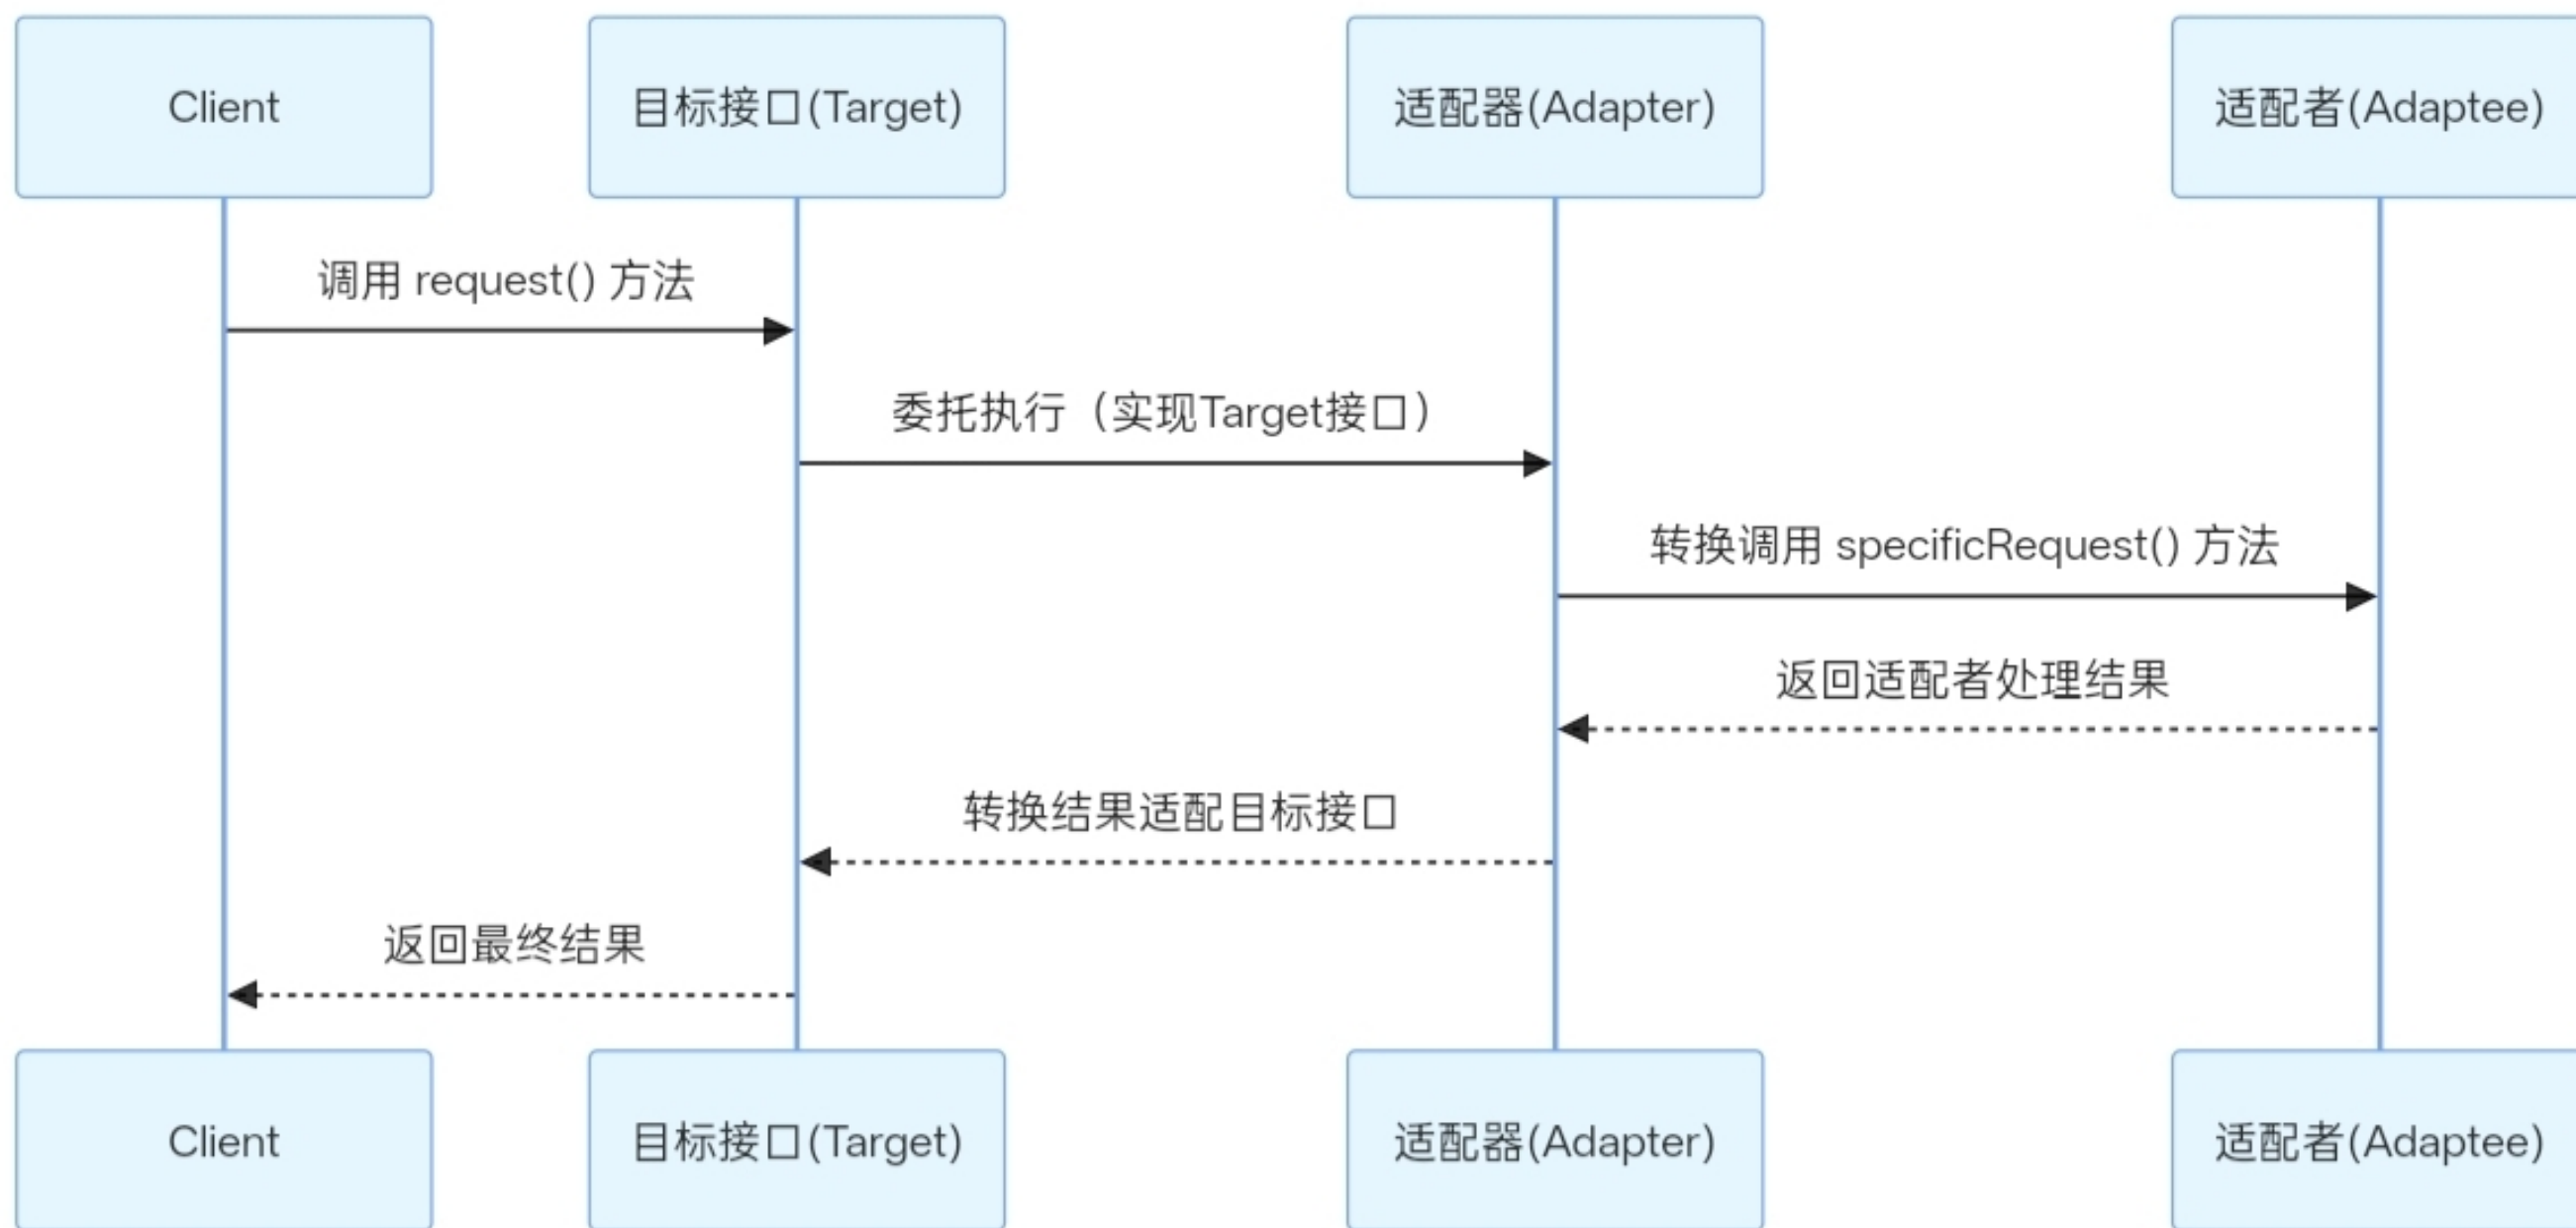 Client
目标接口(Target)
适配器(Adapter)
适配者(Adaptee)
调用 request() 方法
委托执行（实现Target接口）
转换调用 specificRequest() 方法
返回适配者处理结果
转换结果适配目标接口
返回最终结果
Client
目标接口(Target)
适配器(Adapter)
适配者(Adaptee)